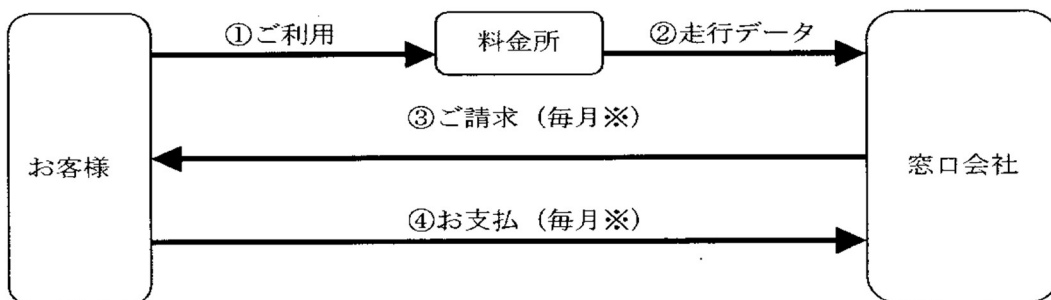 ①ご利用
料金所
②走行データ
③ご請求（毎月※）
お客様
窓口会社
④お支払（毎月※）